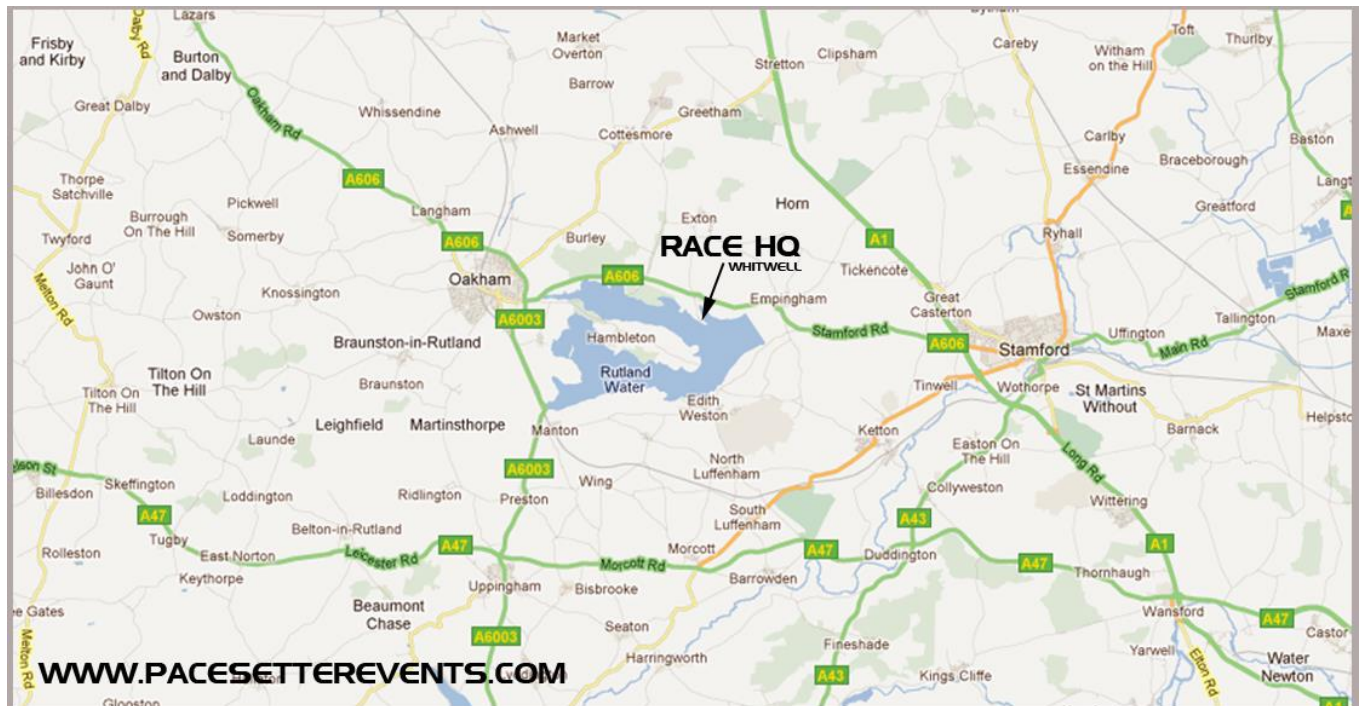 Lazars
Dalby Rd
Frisby
and Kirby
Burton
and Dalby
Market
Overton
Barrow
Stretton
Clipsham
Careby
Toft
Thurlby
Witham
on the Hill
Great Dalby
Oakham Rd
Whissendine
Ashwell
Cottesmore
Greetham
Carlby
Baston
Essendine
Braceborough
Thorpe
Satchville
A606
Pickwell
Langham
Exton
Horn
Greatford
Burrough
On The Hill
Somerby
Twyford
A606
Burley
RACE HQ
WHITWELL
A1
Ryhall
John O'
Gaunt
Oakham
A606
Tickencote
Melton Rd
Knossington
Empingham
Great
Casterton
Stamford R
Owston
A6003
Hambleton
Stamford Rd
A606
Stamford
Uffington
Tallington
Main Rd
Braunston-in-Rutland
Rutland
Water
Tilton On
The Hill
Tilton On
The Hill
Braunston
Edith
Weston
Tinwell
Wothorpe
St Martins
Without
Leighfield
Martinsthorpe
Manton
Ketton
Barnack
Launde
Easton On
The Hill
Long Rd
North
Luffenham
Billesdon
Skeffington
Loddington
Ridlington
A6003
Preston
Wing
Collyweston
Wittering
South
Luffenham
A47
Tugby
Belton-in-Rutland
A43
A1
Rolleston
East Norton
Leicester Rd
A47
Morcott
Morcott Rd
A47
Duddington
A47
Thornhaugh
Keythorpe
Uppingham
Bisbrooke
Barrowden
Beaumont
Chase
Wansford
A47
Castor
Seaton
A6003
Fineshade
Melton Rd
Harringworth
Yarwell
Elton Rd
Water
Newton
WWW.PACESETTEREVENTS.COM
A43
Kings Cliffe